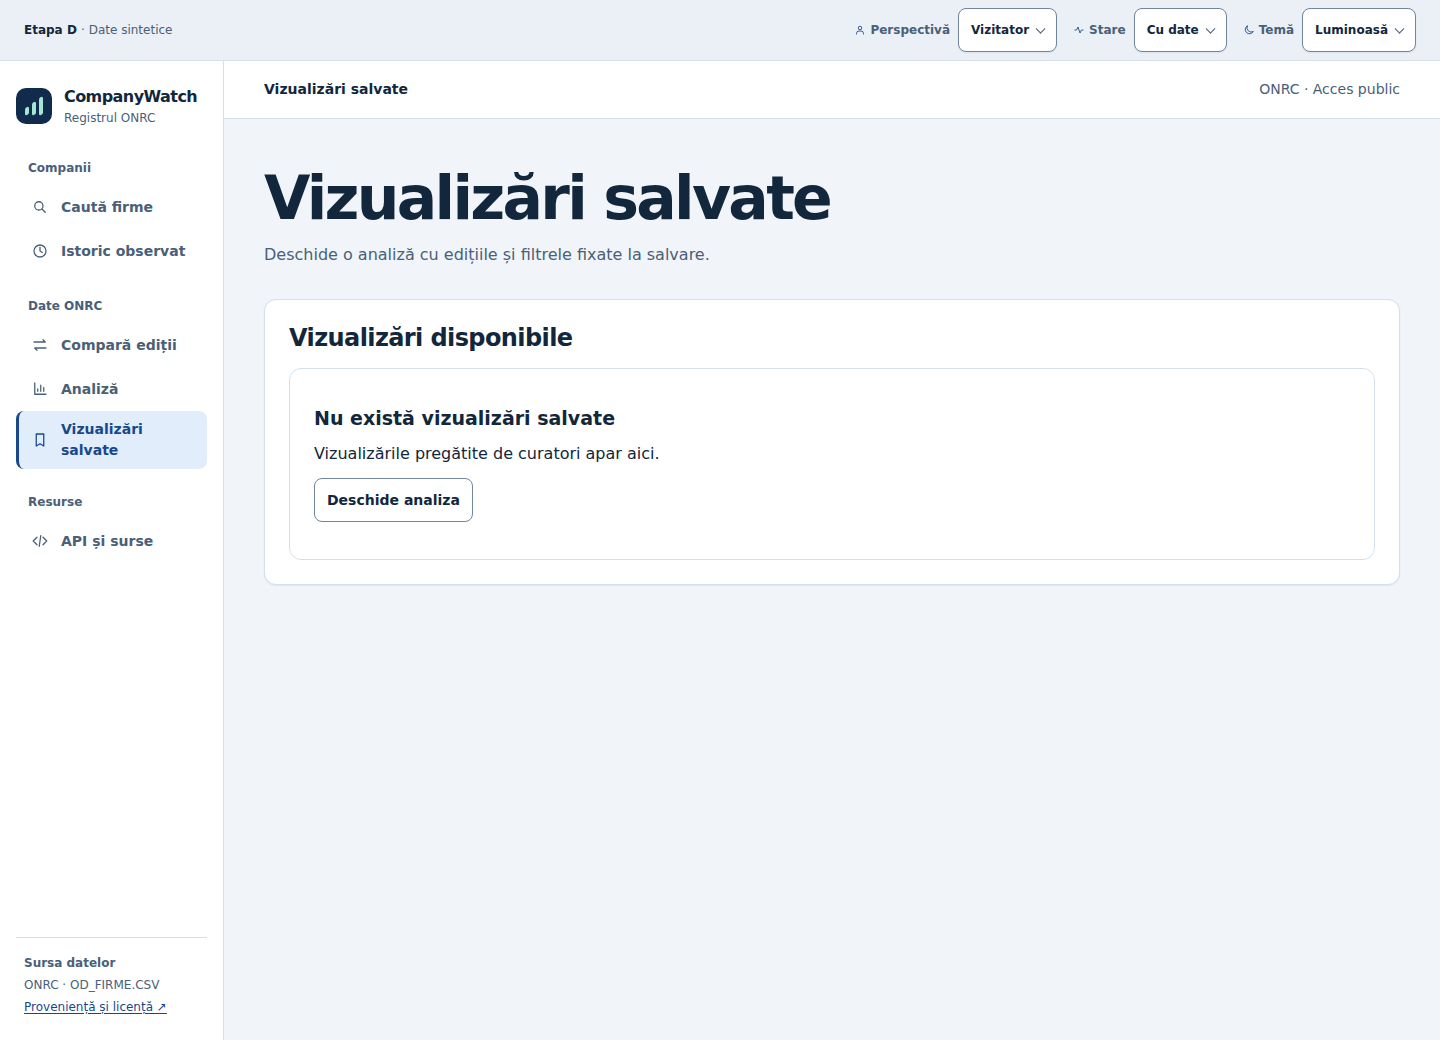 Etapa D · Date sintetice
Perspectivă
Vizitator
Stare
Cu date
Temă
Luminoasă
CompanyWatch
Registrul ONRC
Companii
Caută firme
Istoric observat
Date ONRC
Compară ediții
Analiză
Vizualizări
salvate
Resurse
API și surse
Sursa datelor
ONRC · OD_FIRME.CSV
Proveniență și licență ↗
Vizualizări salvate
ONRC · Acces public
Vizualizări salvate
Deschide o analiză cu edițiile și filtrele fixate la salvare.
Vizualizări disponibile
Nu există vizualizări salvate
Vizualizările pregătite de curatori apar aici.
Deschide analiza